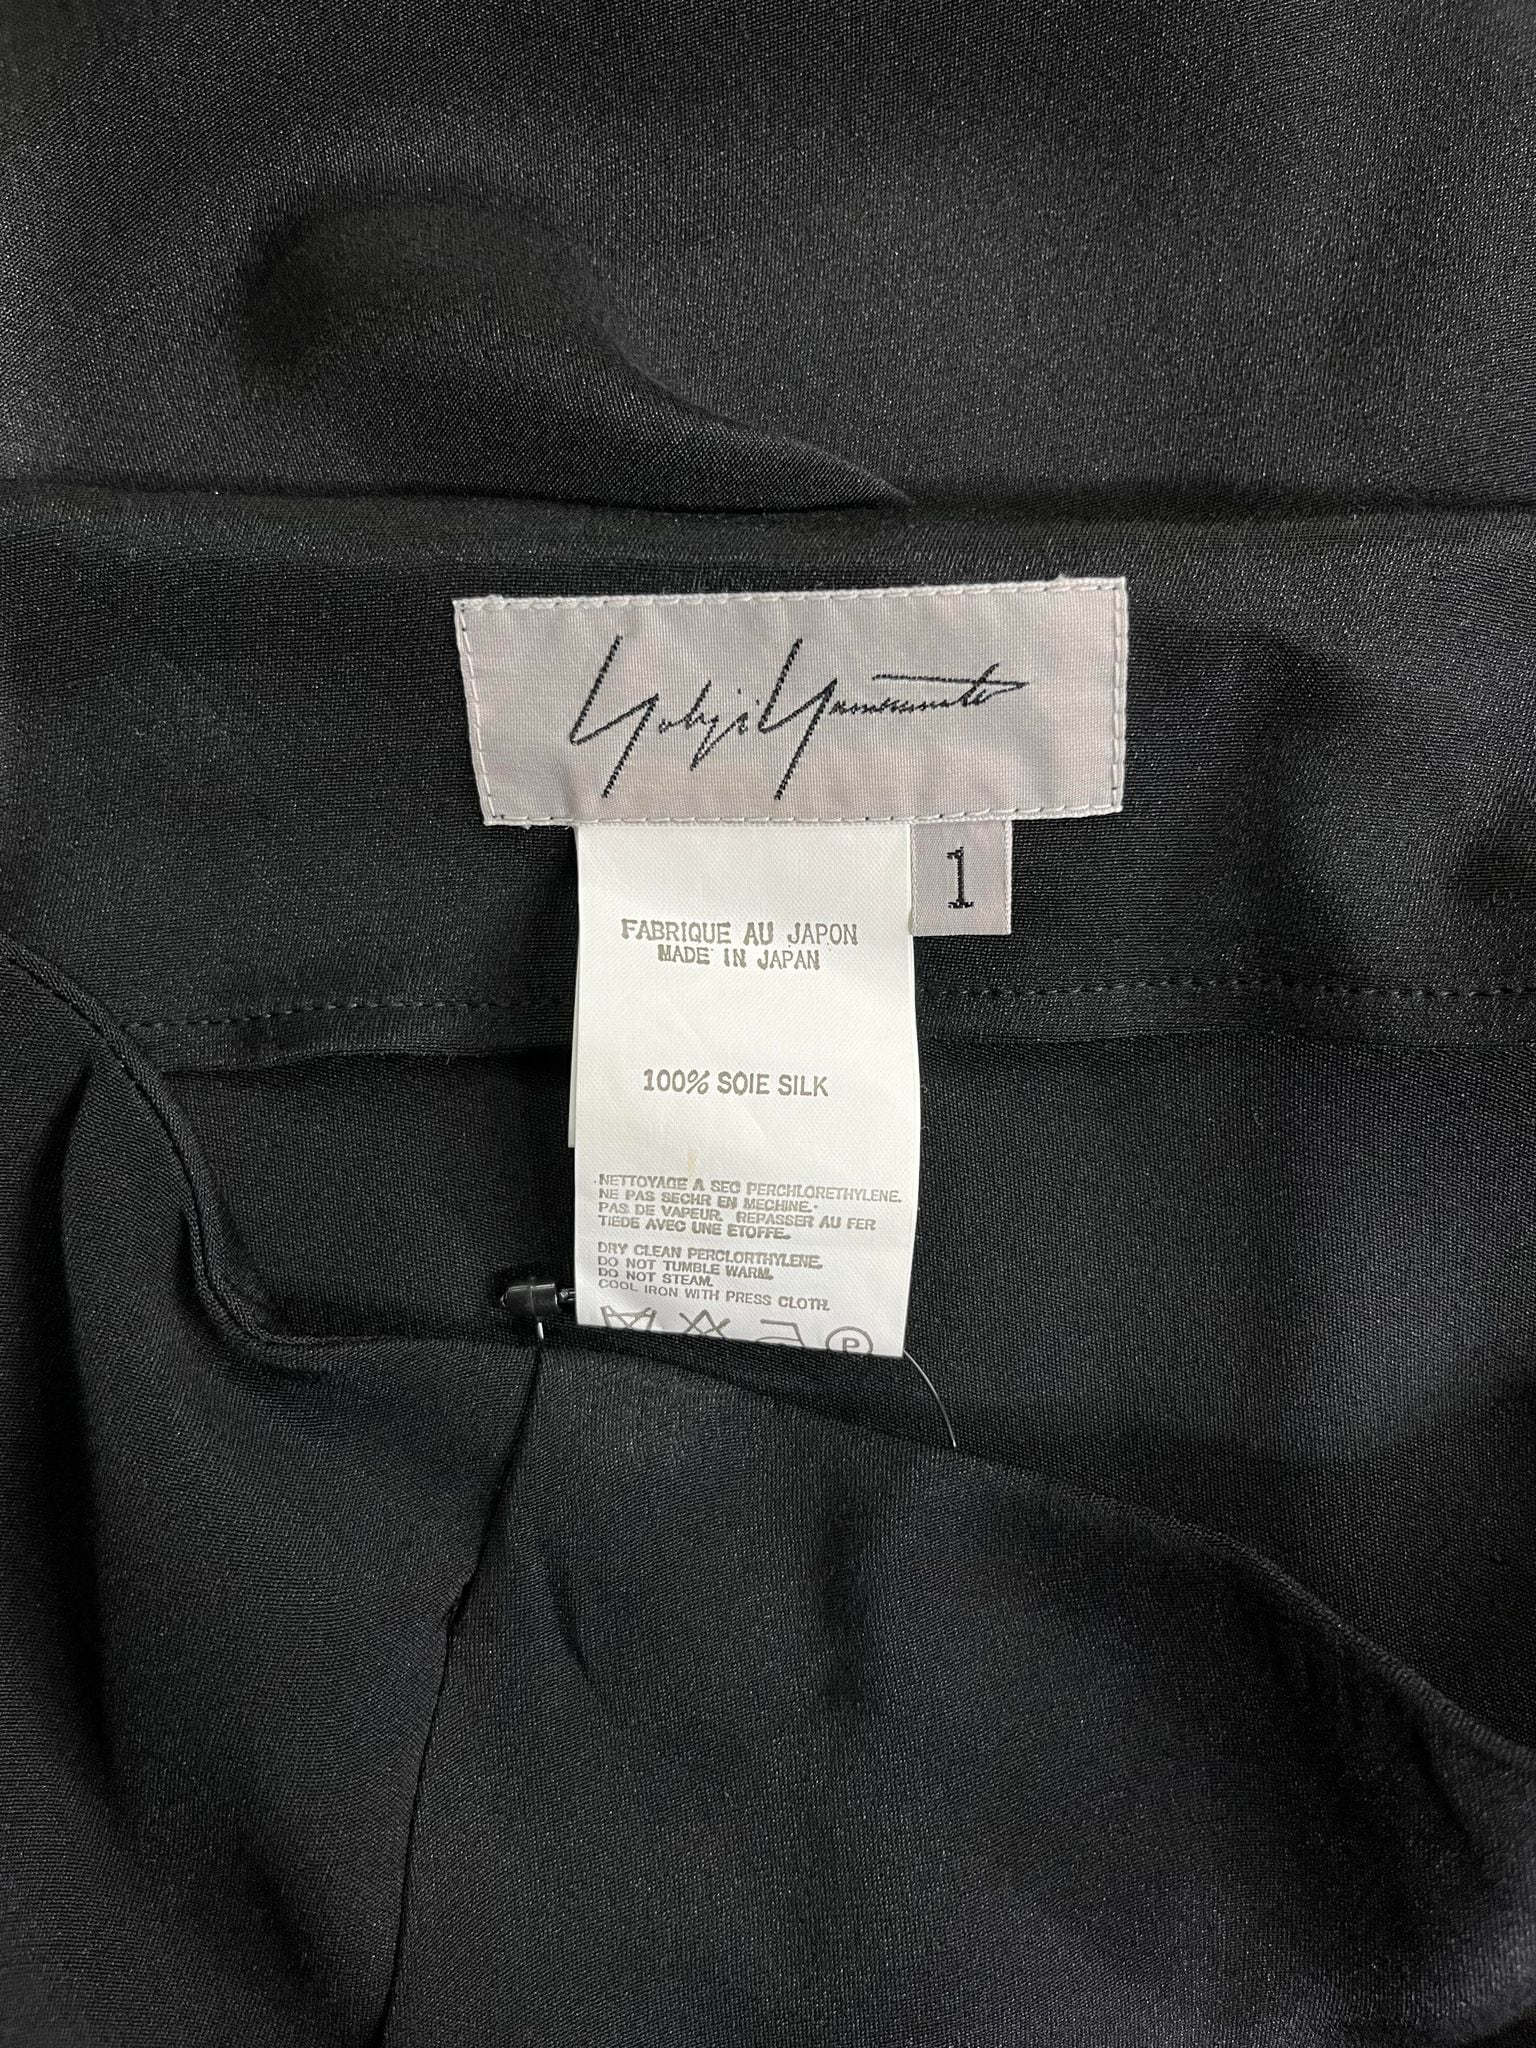 Yohji Yamamoto
1
FABRIQUE AU JAPON
MADE IN JAPAN
100% SOIE SILK
NETTOYAGE A SEC PERCHLORETHYLENE.
NE PAS SECHR EN MECHINE.
PAS DE VAPEUR. REPASSER AU FER
TIEDE AVEC UNE ETOFFE.
DRY CLEAN PERCLORTHYLENE.
DO NOT TUMBLE WARM.
DO NOT STEAM.
COOL IRON WITH PRESS CLOTH.
P